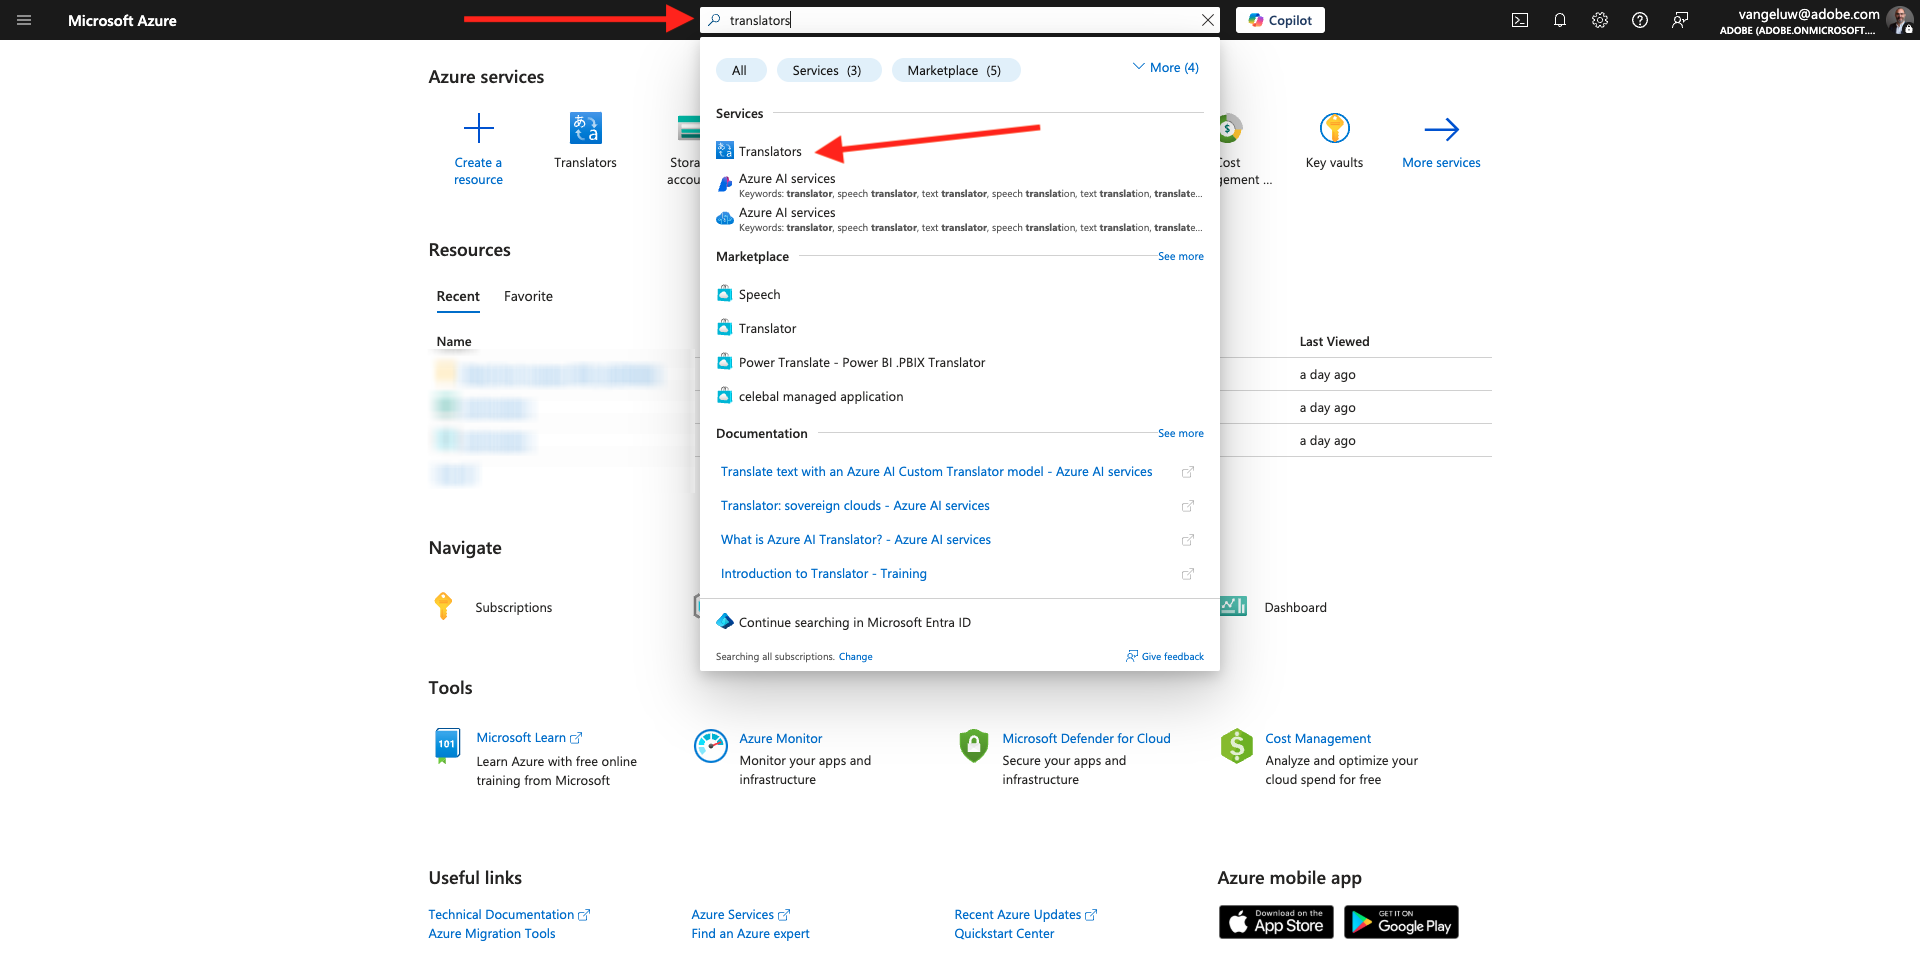 Microsoft Azure
translators
Copilot
vangeluw@adobe.com
ADOBE (ADOBE.ONMICROSOFT....
All
Services (3)
Marketplace (5)
More (4)
Services
Translators
Azure AI services
Keywords: translator, speech translator, text translator, speech translation, text translation, translate...
Azure AI services
Keywords: translator, speech translator, text translator, speech translation, text translation, translate...
Marketplace
See more
Speech
Translator
Power Translate - Power BI .PBIX Translator
celebal managed application
Documentation
See more
Translate text with an Azure AI Custom Translator model - Azure AI services
Translator: sovereign clouds - Azure AI services
What is Azure AI Translator? - Azure AI services
Introduction to Translator - Training
Continue searching in Microsoft Entra ID
Searching all subscriptions. Change
Give feedback
Azure services
Create a
resource
Translators
Key vaults
More services
Resources
Recent
Favorite
Name
Last Viewed
a day ago
a day ago
a day ago
Navigate
Subscriptions
Dashboard
Tools
101
Microsoft Learn
Learn Azure with free online
training from Microsoft
Azure Monitor
Monitor your apps and
infrastructure
Microsoft Defender for Cloud
Secure your apps and
infrastructure
Cost Management
Analyze and optimize your
cloud spend for free
Useful links
Technical Documentation
Azure Migration Tools
Azure Services
Find an Azure expert
Recent Azure Updates
Quickstart Center
Azure mobile app
Download on the
App Store
GET IT ON
Google Play